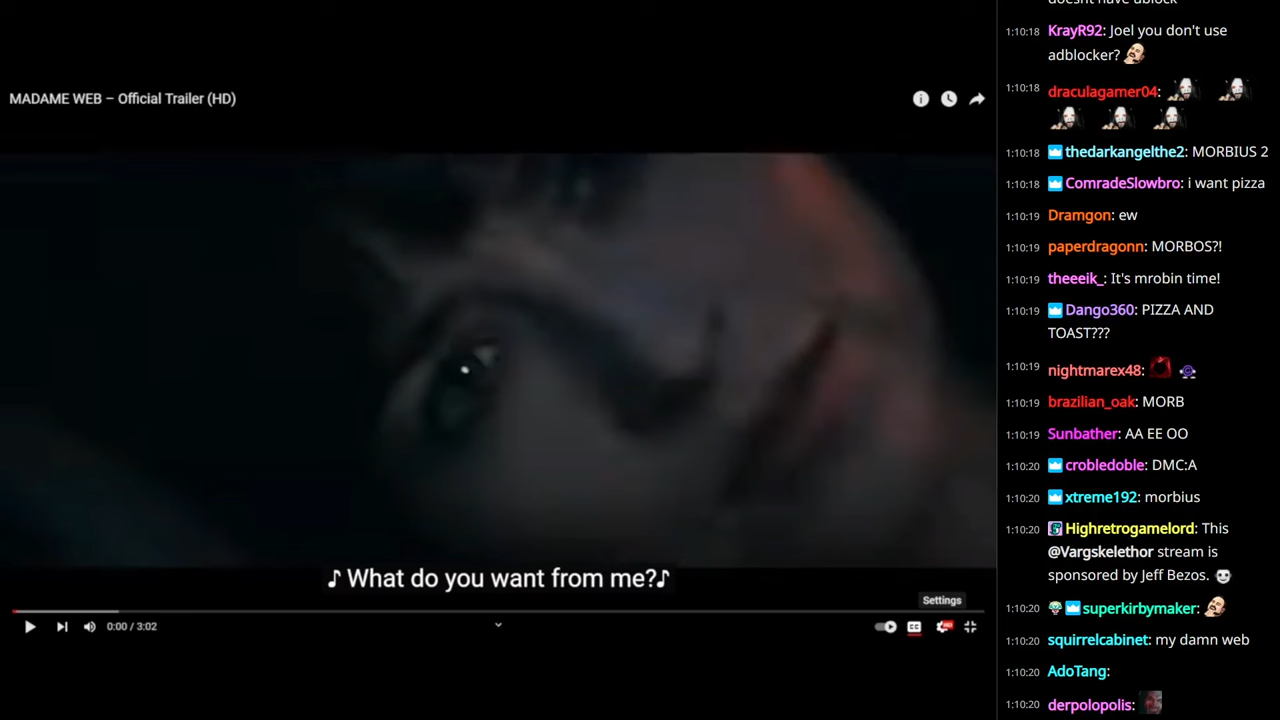 MADAME WEB – Official Trailer (HD)
♪ What do you want from me?♪
Settings
0:00 / 3:02
CC
HD
doesnt have ablock
1:10:18 KrayR92: Joel you don't use
adblocker?
1:10:18 draculagamer04:
1:10:18 thedarkangelthe2: MORBIUS 2
1:10:18 ComradeSlowbro: i want pizza
1:10:19 Dramgon: ew
1:10:19 paperdragonn: MORBOS?!
1:10:19 theeeik_: It's mrobin time!
1:10:19 Dango360: PIZZA AND
TOAST???
1:10:19 nightmarex48:
1:10:19 brazilian_oak: MORB
1:10:19 Sunbather: AA EE OO
1:10:20 crobledoble: DMC:A
1:10:20 xtreme192: morbius
1:10:20 Highretrogamelord: This
@Vargskelethor stream is
sponsored by Jeff Bezos.
1:10:20 superkirbymaker:
1:10:20 squirrelcabinet: my damn web
1:10:20 AdoTang:
1:10:20 derpolopolis: